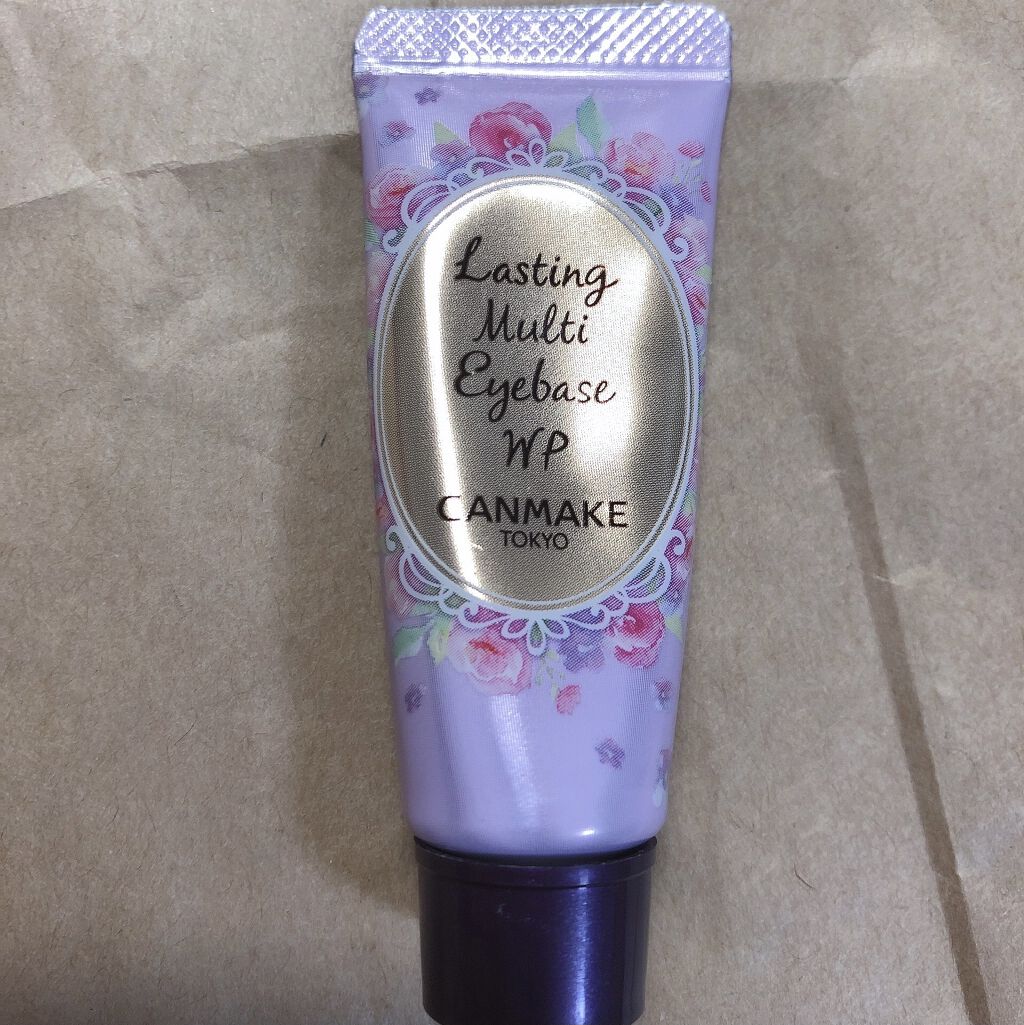 Lasting
Multi
Eyebase
WP
CANMAKE
TOKYO